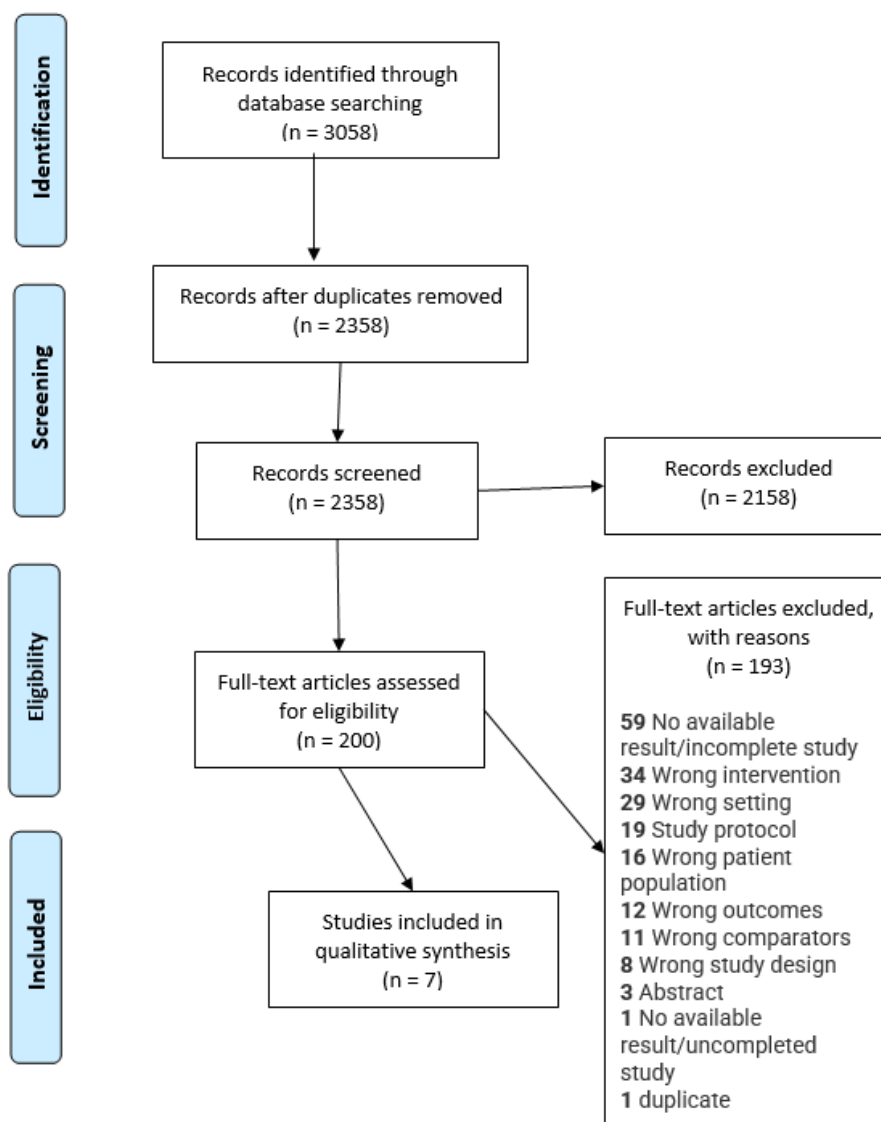 Identification
Records identified through
database searching
(n = 3058)
Screening
Records after duplicates removed
(n = 2358)
Records screened
(n = 2358)
Records excluded
(n = 2158)
Eligibility
Full-text articles assessed
for eligibility
(n = 200)
Full-text articles excluded,
with reasons
(n = 193)
59 No available
result/incomplete study
34 Wrong intervention
29 Wrong setting
19 Study protocol
16 Wrong patient
population
12 Wrong outcomes
11 Wrong comparators
8 Wrong study design
3 Abstract
1 No available
result/uncompleted
study
1 duplicate
Included
Studies included in
qualitative synthesis
(n = 7)